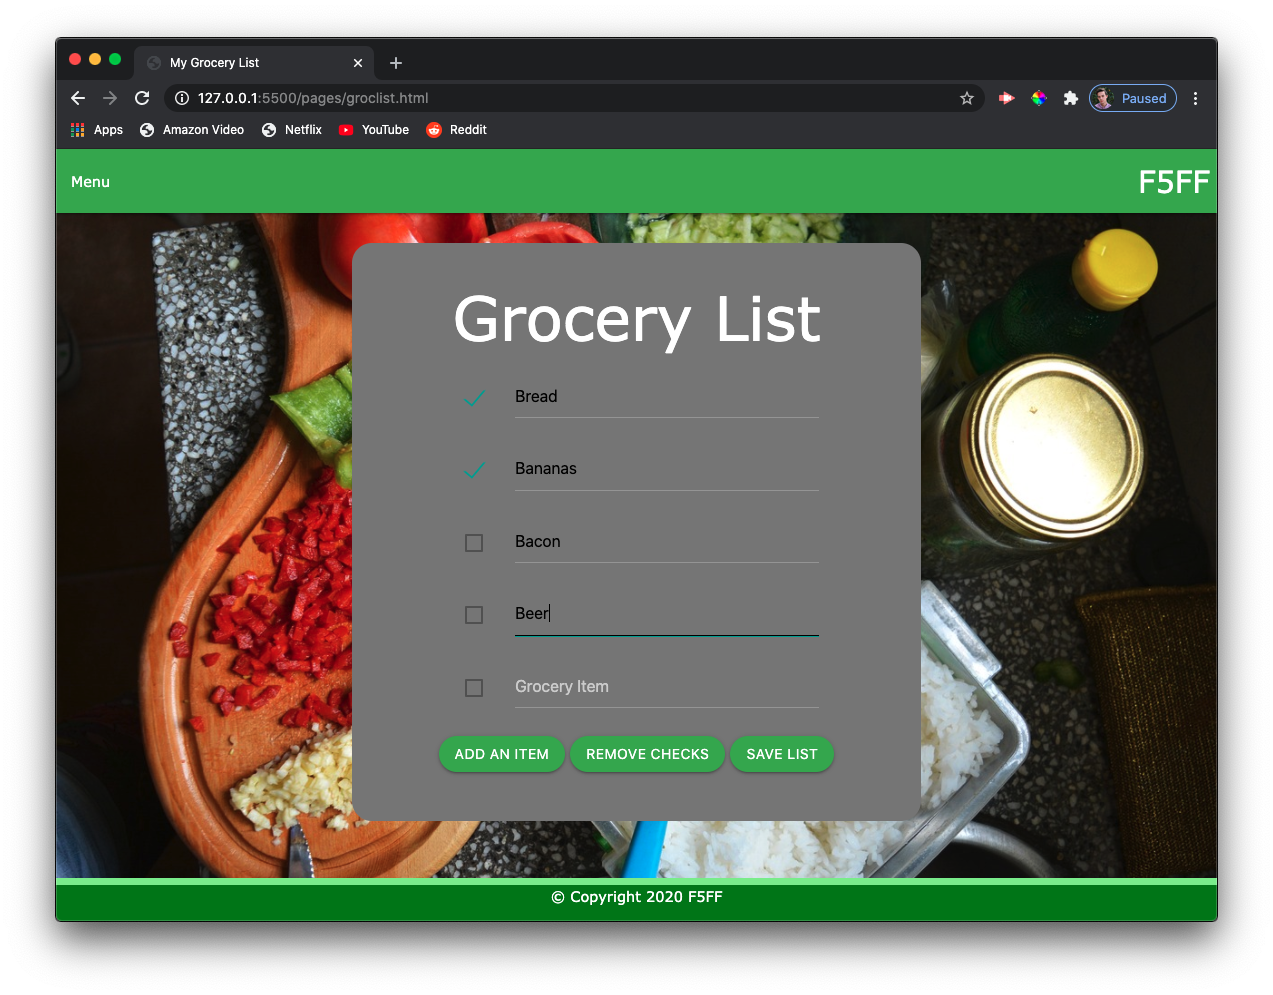 My Grocery List
127.0.0.1:5500/pages/groclist.html
Paused
Apps Amazon Video Netflix YouTube Reddit
Menu F5FF
Grocery List
Bread
Bananas
Bacon
Beer
Grocery Item
ADD AN ITEM REMOVE CHECKS SAVE LIST
© Copyright 2020 F5FF